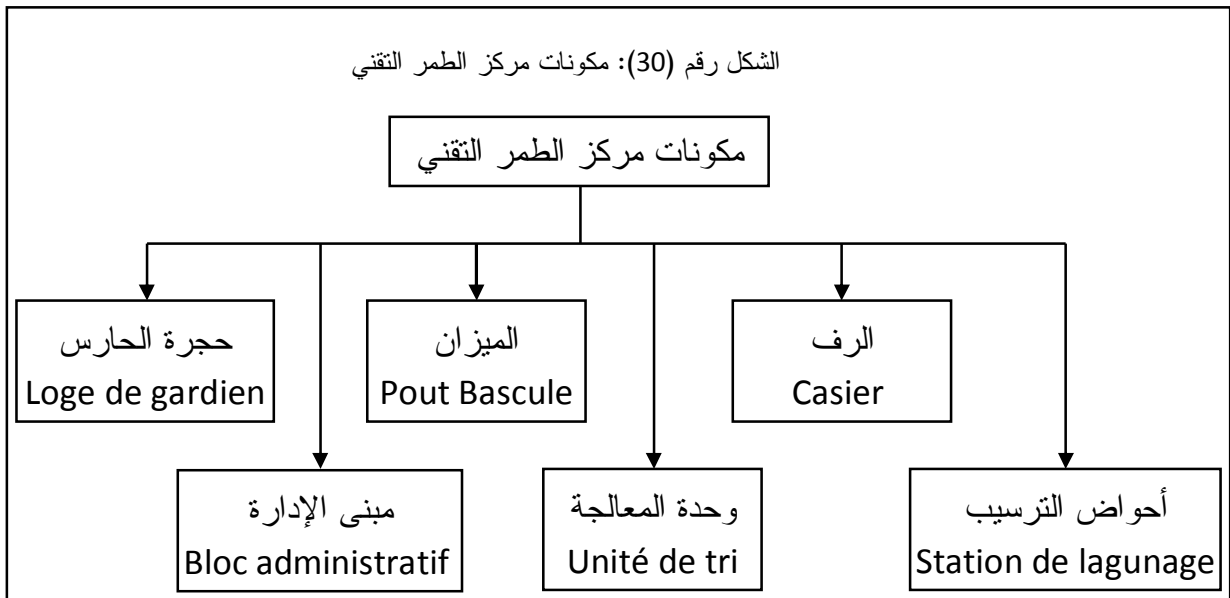 الشكل رقم (30): مكونات مركز الطمر التقني
مكونات مركز الطمر التقني
حجرة الحارس
Loge de gardien
الميزان
Pout Bascule
الرف
Casier
مبنى الإدارة
Bloc administratif
وحدة المعالجة
Unité de tri
أحواض الترسيب
Station de lagunage